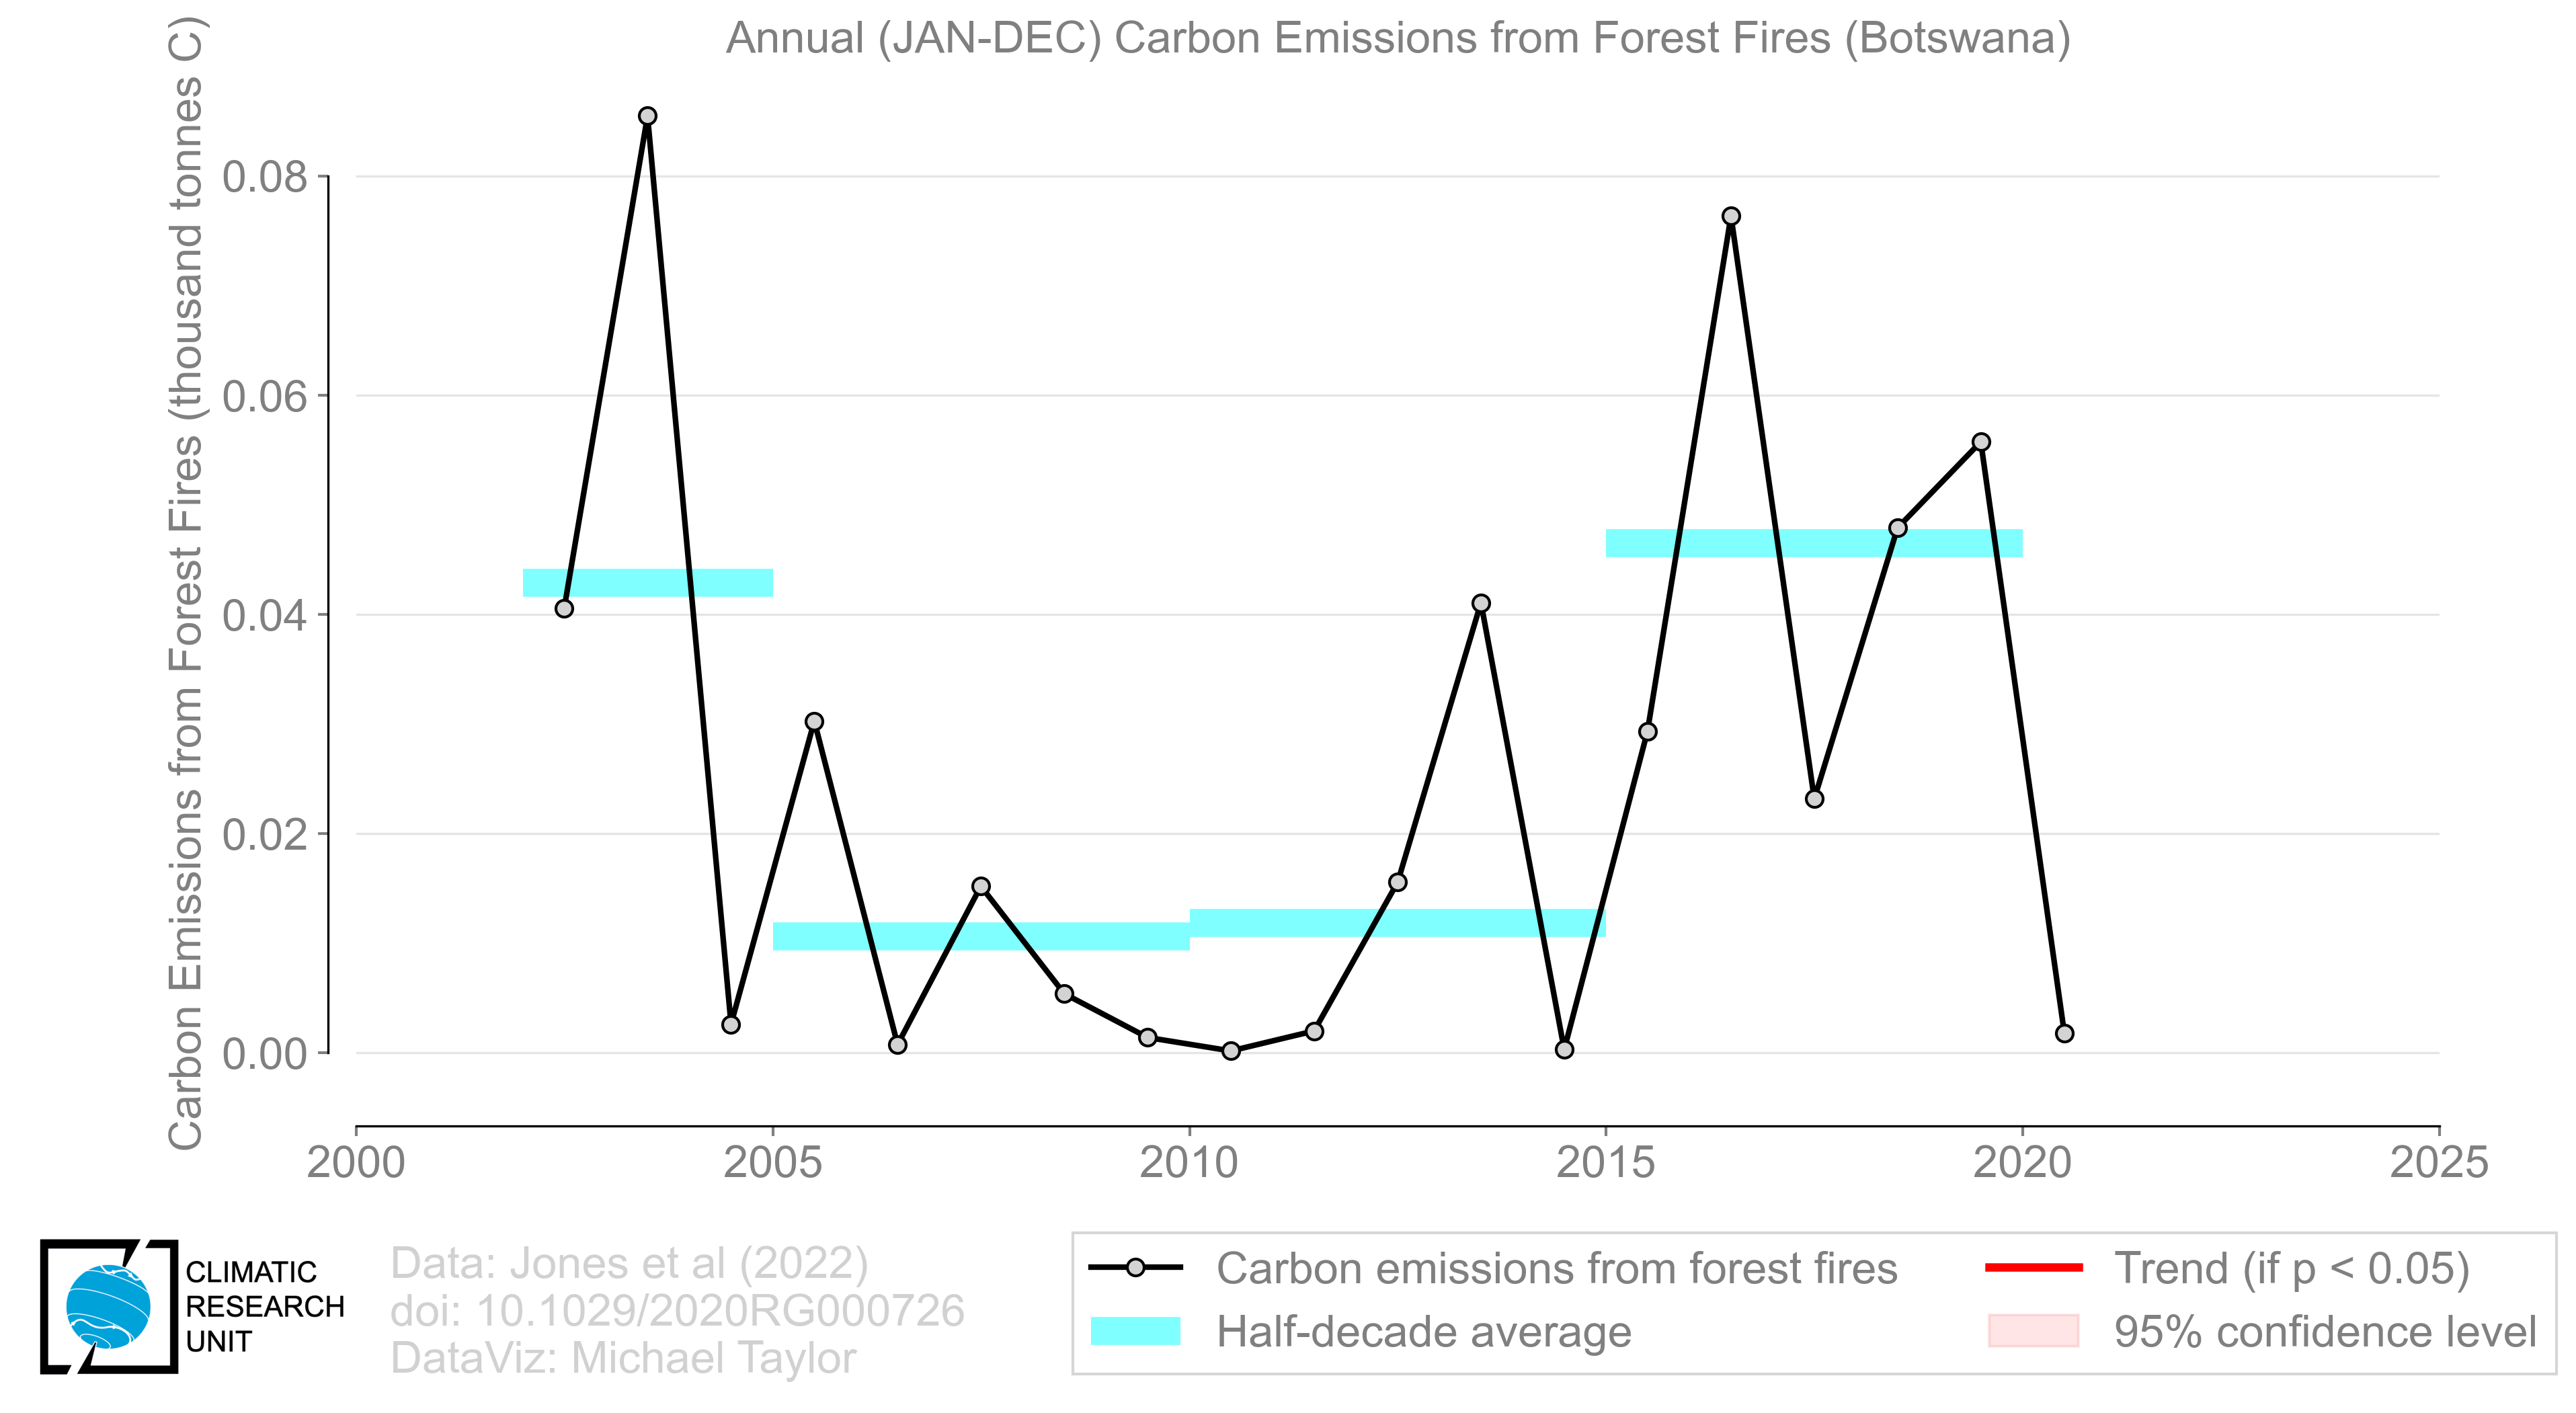 Annual (JAN-DEC) Carbon Emissions from Forest Fires (Botswana)
Carbon Emissions from Forest Fires (thousand tonnes C)
0.08
0.06
0.04
0.02
0.00
2000 2005 2010 2015 2020 2025
CLIMATIC
RESEARCH
UNIT
Data: Jones et al (2022)
doi: 10.1029/2020RG000726
DataViz: Michael Taylor
Carbon emissions from forest fires
Half-decade average
Trend (if p < 0.05)
95% confidence level